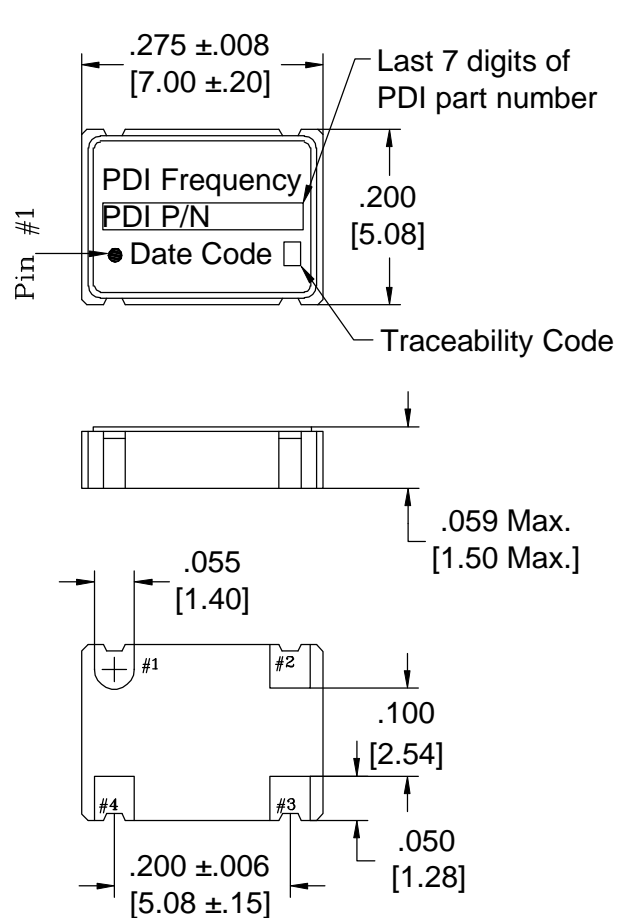 .275 ±.008
[7.00 ±.20]
Last 7 digits of
PDI part number
PDI Frequency
PDI P/N
Date Code
Pin #1
.200
[5.08]
Traceability Code
.059 Max.
[1.50 Max.]
.055
[1.40]
#1
#2
.100
[2.54]
#4
#3
.050
[1.28]
.200 ±.006
[5.08 ±.15]